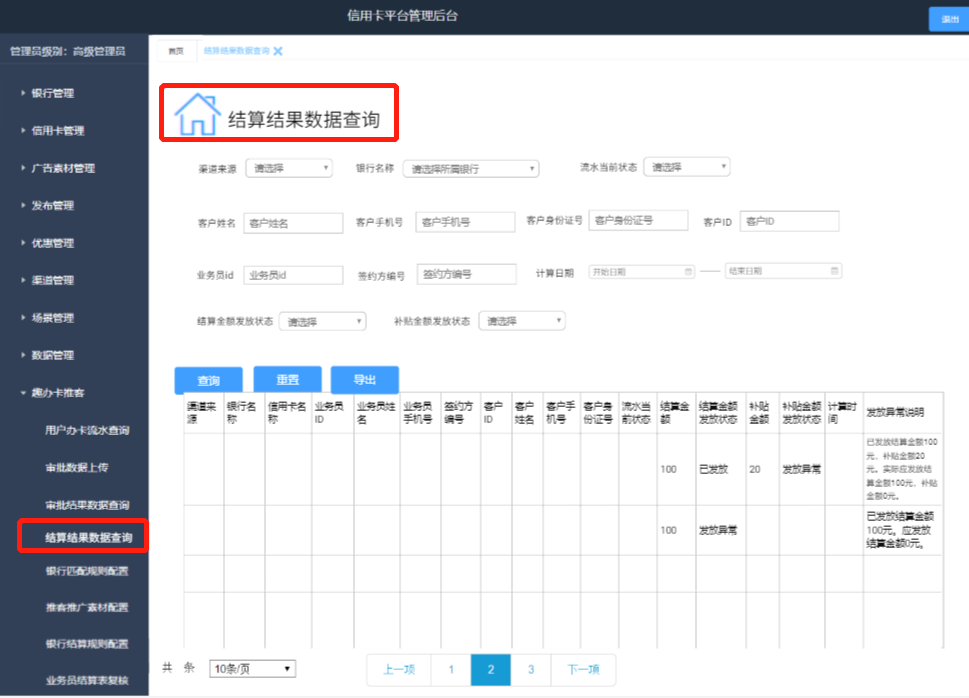 信用卡平台管理后台
退出
管理员级别：高级管理员
首页
结算结果数据查询
银行管理
信用卡管理
广告素材管理
发布管理
优惠管理
渠道管理
场景管理
数据管理
趣办卡推客
用户办卡流水查询
审批数据上传
审批结果数据查询
结算结果数据查询
银行匹配规则配置
推客推广素材配置
银行结算规则配置
业务员结算表复核
结算结果数据查询
渠道来源 请选择 银行名称 请选择所属银行 流水当前状态 请选择
客户姓名 客户姓名 客户手机号 客户手机号 客户身份证号 客户身份证号 客户ID 客户ID
业务员id 业务员id 签约方编号 签约方编号 计算日期 开始日期 结束日期
结算金额发放状态 请选择 补贴金额发放状态 请选择
查询 重置 导出
渠道来源 银行名称 信用卡名称 业务员ID 业务员姓名 业务员手机号 签约方编号 客户ID 客户姓名 客户手机号 客户身份证号 流水当前状态 结算金额 结算金额发放状态 补贴金额 补贴金额发放状态 计算时间 发放异常说明
100 已发放 20 发放异常
已发放结算金额100
元，补贴金额20
元。实际应发放结
算金额100元，补贴
金额0元。
100 发放异常
已发放结算金额
100元。应发放
结算金额0元。
共 条 10条/页 上一项 1 2 3 下一项